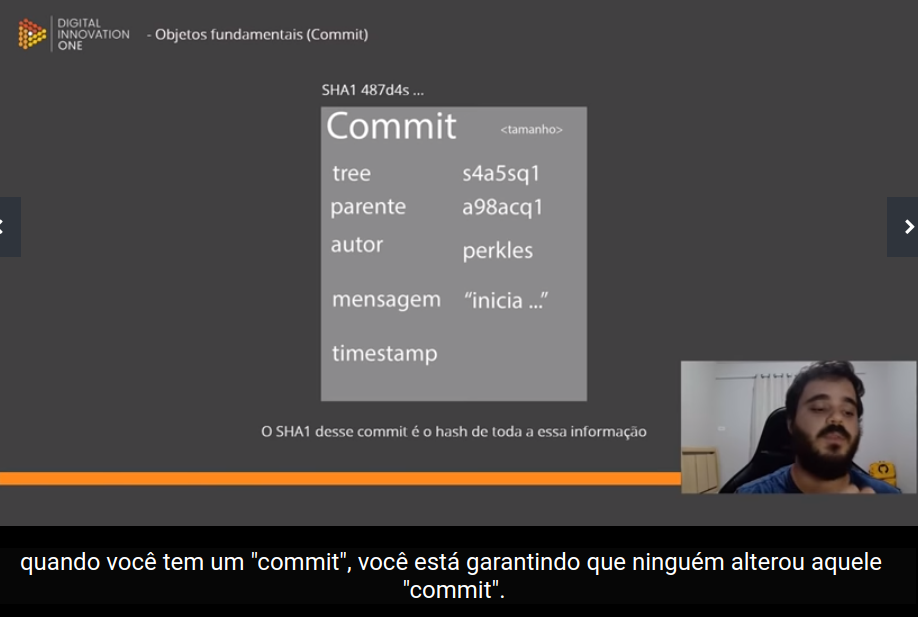 DIGITAL
INNOVATION
ONE
- Objetos fundamentais (Commit)
SHA1 487d4s ...
Commit <tamanho>
tree s4a5sq1
parente a98acq1
autor perkles
mensagem “inicia ...”
timestamp
O SHA1 desse commit é o hash de toda a essa informação
quando você tem um "commit", você está garantindo que ninguém alterou aquele
"commit".